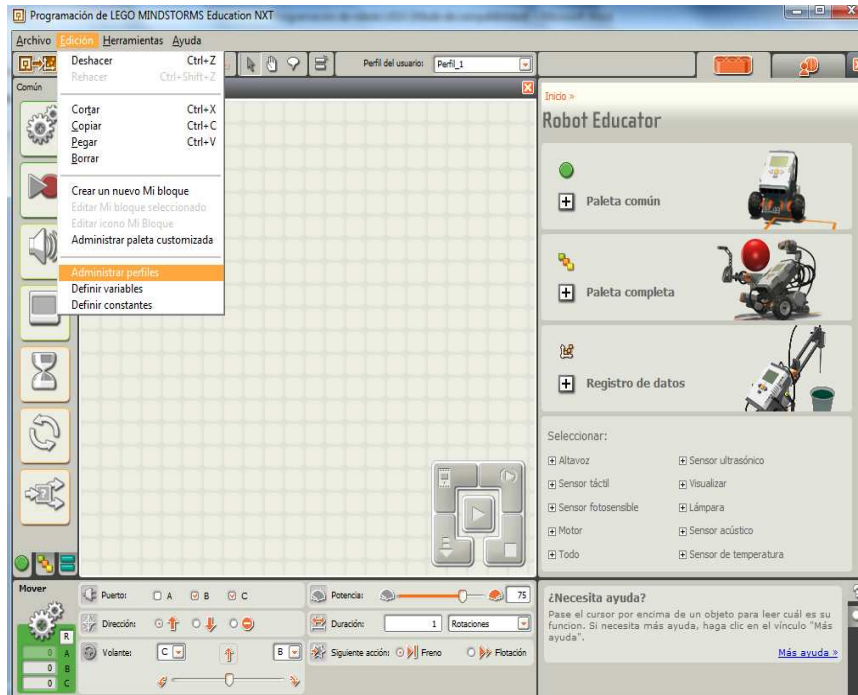 Programación de LEGO MINDSTORMS Education NXT
Archivo Edición Herramientas Ayuda
Deshacer Ctrl+Z
Rehacer Ctrl+Shift+Z
Cortar Ctrl+X
Copiar Ctrl+C
Pegar Ctrl+V
Borrar
Crear un nuevo Mi bloque
Editar Mi bloque seleccionado
Editar icono Mi Bloque
Administrar paleta customizada
Administrar perfiles
Definir variables
Definir constantes
Perfil del usuario: Perfil_1
Común
Inicio >
Robot Educator
Paleta común
Paleta completa
Registro de datos
Seleccionar:
Altavoz Sensor ultrasónico
Sensor táctil Visualizar
Sensor fotosensible Lámpara
Motor Sensor acústico
Todo Sensor de temperatura
Mover
R
0 A
0 B
0 C
Puerto: A B C
Dirección:
Volante: C B
Potencia: 75
Duración: 1 Rotaciones
Siguiente acción: Freno Flotación
¿Necesita ayuda?
Pase el cursor por encima de un objeto para leer cuál es su
funcion. Si necesita más ayuda, haga clic en el vínculo "Más
ayuda".
Más ayuda »